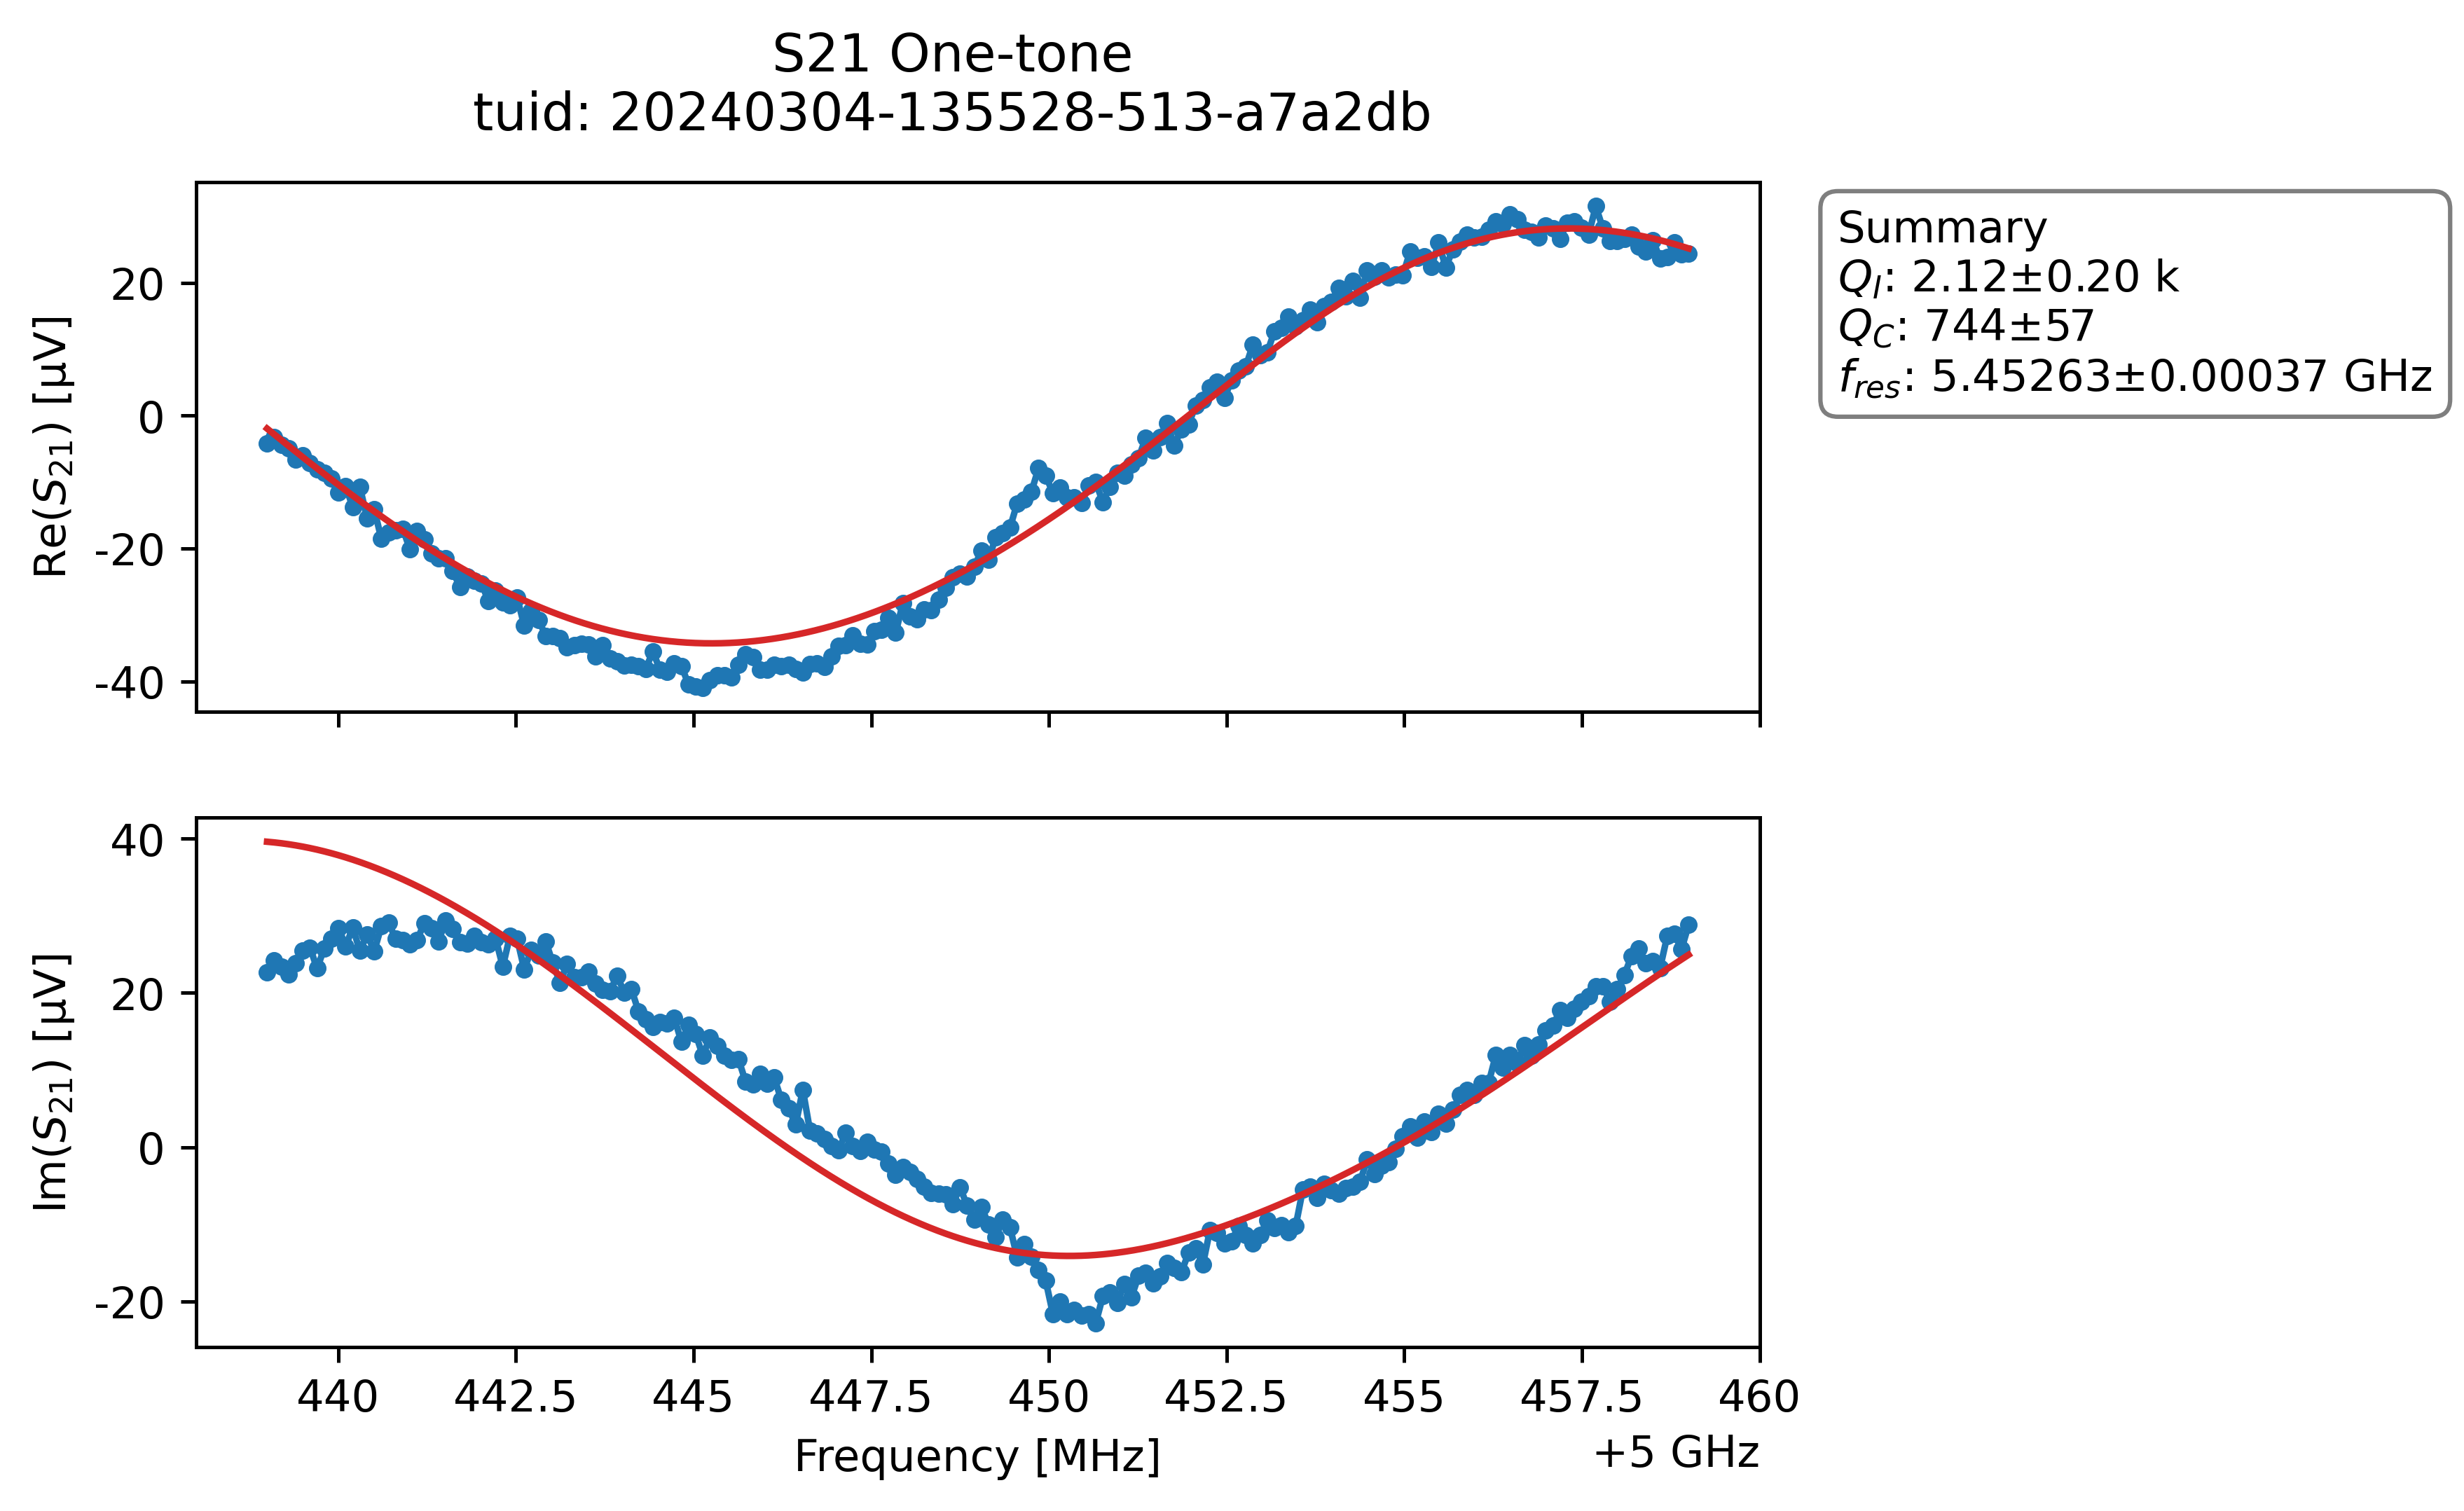 S21 One-tone
tuid: 20240304-135528-513-a7a2db
Summary
Q_I: 2.12±0.20 k
Q_C: 744±57
f_res: 5.45263±0.00037 GHz
Re(S₂₁) [µV]
20
0
-20
-40
Im(S₂₁) [µV]
40
20
0
-20
440 442.5 445 447.5 450 452.5 455 457.5 460
Frequency [MHz]
+5 GHz